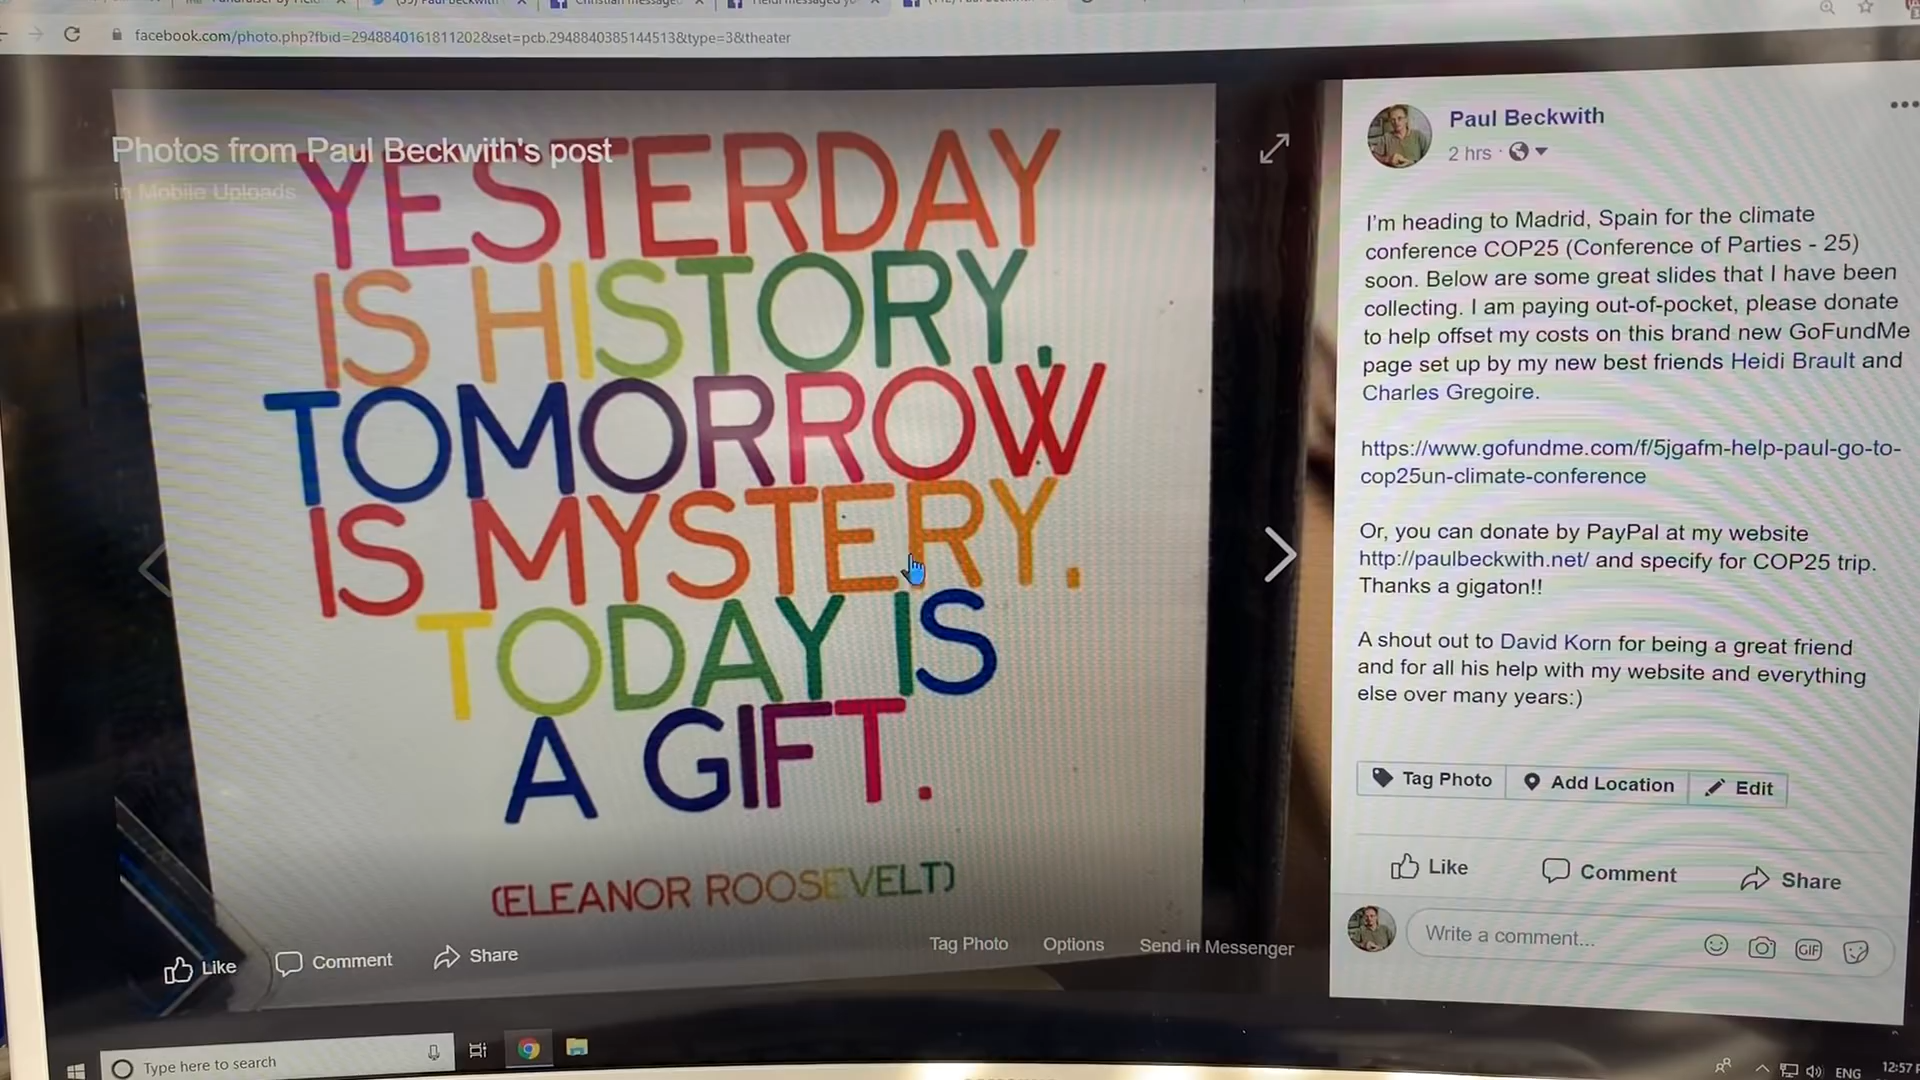 facebook.com/photo.php?fbid=2948840161811202&set=pcb.2948840385144513&type=3&theater
Photos from Paul Beckwith's post
in Mobile Uploads
YESTERDAY
IS HISTORY.
TOMORROW
IS MYSTERY.
TODAY IS
A GIFT.
(ELEANOR ROOSEVELT)
Like
Comment
Share
Tag Photo
Options
Send in Messenger
Paul Beckwith
2 hrs ·
I'm heading to Madrid, Spain for the climate
conference COP25 (Conference of Parties - 25)
soon. Below are some great slides that I have been
collecting. I am paying out-of-pocket, please donate
to help offset my costs on this brand new GoFundMe
page set up by my new best friends Heidi Brault and
Charles Gregoire.
https://www.gofundme.com/f/5jgafm-help-paul-go-to-
cop25un-climate-conference
Or, you can donate by PayPal at my website
http://paulbeckwith.net/ and specify for COP25 trip.
Thanks a gigaton!!
A shout out to David Korn for being a great friend
and for all his help with my website and everything
else over many years:)
Tag Photo
Add Location
Edit
Like
Comment
Share
Write a comment...
GIF
Type here to search
ENG
12:57